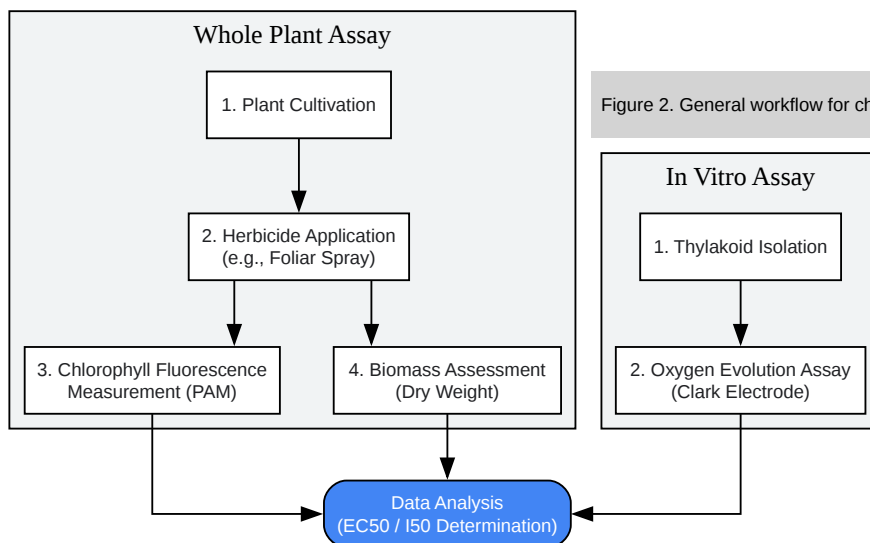 Whole Plant Assay
1. Plant Cultivation
2. Herbicide Application
(e.g., Foliar Spray)
3. Chlorophyll Fluorescence
Measurement (PAM)
4. Biomass Assessment
(Dry Weight)
Figure 2. General workflow for
In Vitro Assay
1. Thylakoid Isolation
2. Oxygen Evolution Assay
(Clark Electrode)
Data Analysis
(EC50 / I50 Determination)